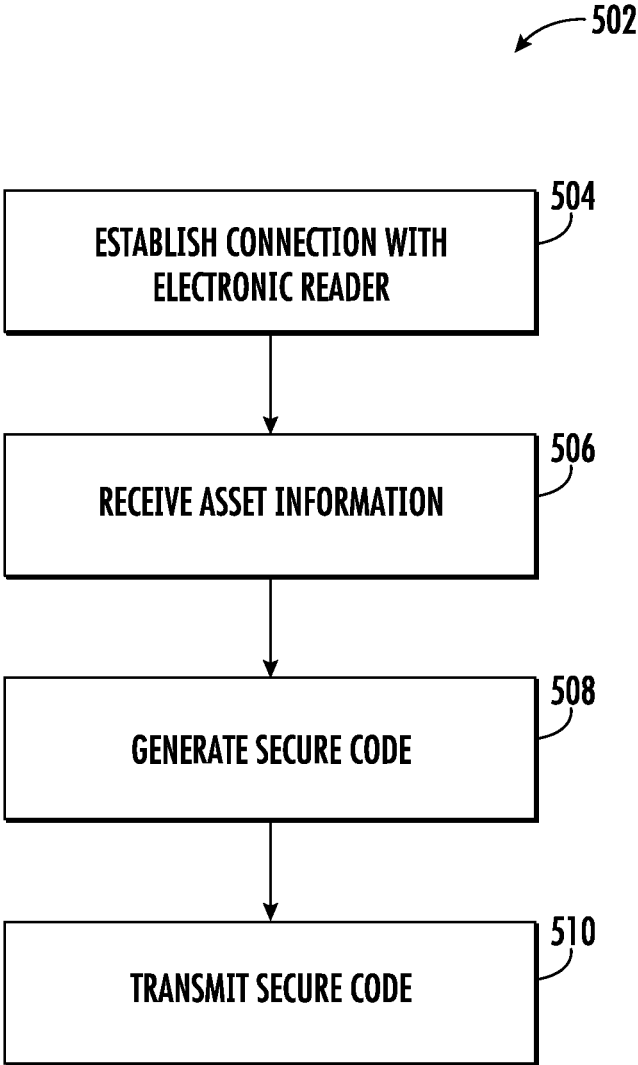 502
504
ESTABLISH CONNECTION WITH
ELECTRONIC READER
506
RECEIVE ASSET INFORMATION
508
GENERATE SECURE CODE
510
TRANSMIT SECURE CODE